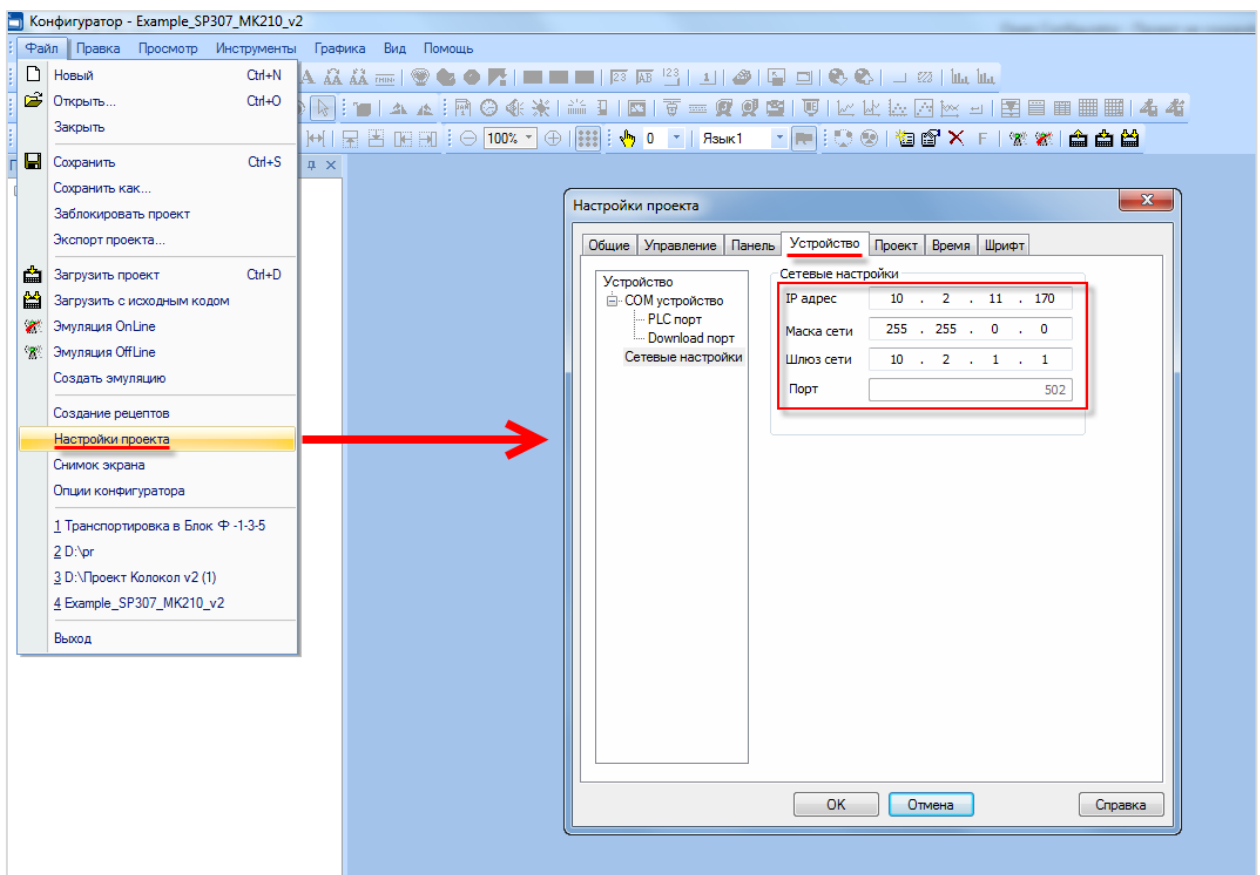 Конфигуратор - Example_SP307_MK210_v2
Файл Правка Просмотр Инструменты Графика Вид Помощь
Новый Ctrl+N
Открыть... Ctrl+O
Закрыть
Сохранить Ctrl+S
Сохранить как...
Заблокировать проект
Экспорт проекта...
Загрузить проект Ctrl+D
Загрузить с исходным кодом
Эмуляция OnLine
Эмуляция OffLine
Создать эмуляцию
Создание рецептов
Настройки проекта
Снимок экрана
Опции конфигуратора
1 Транспортировка в Блок Ф -1-3-5
2 D:\pr
3 D:\Проект Колокол v2 (1)
4 Example_SP307_MK210_v2
Выход
100% 0 Язык1 F
Настройки проекта
Общие Управление Панель Устройство Проект Время Шрифт
Устройство
COM устройство
PLC порт
Download порт
Сетевые настройки
Сетевые настройки
IP адрес 10 . 2 . 11 . 170
Маска сети 255 . 255 . 0 . 0
Шлюз сети 10 . 2 . 1 . 1
Порт 502
OK Отмена Справка